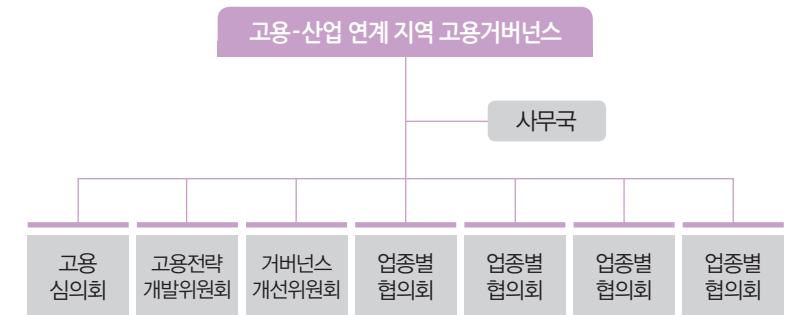 고용-산업 연계 지역 고용거버넌스
사무국
고용
심의회
고용전략
개발위원회
거버넌스
개선위원회
업종별
협의회
업종별
협의회
업종별
협의회
업종별
협의회